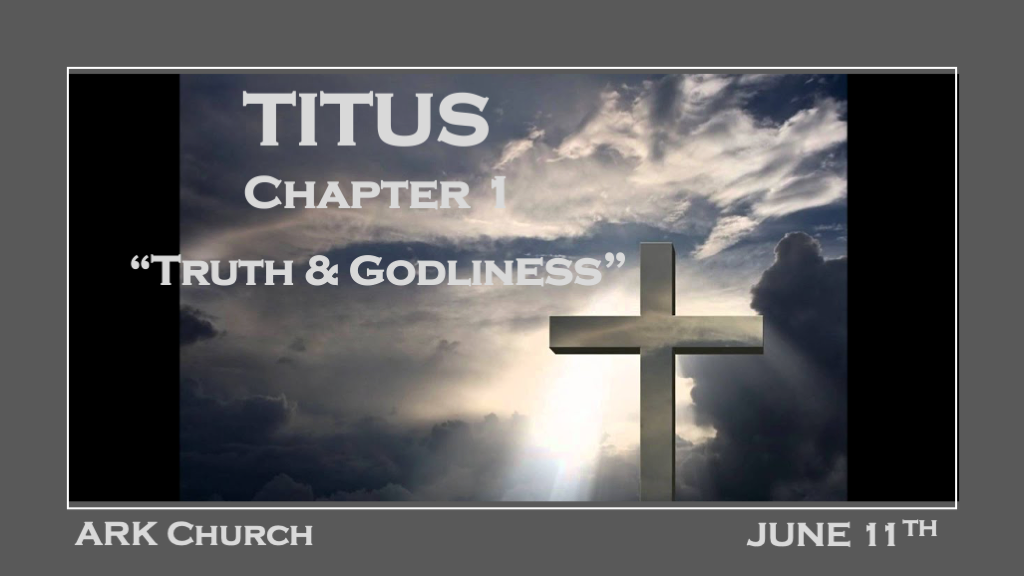 TITUS
CHAPTER 1
“TRUTH & GODLINESS”
ARK CHURCH
JUNE 11TH